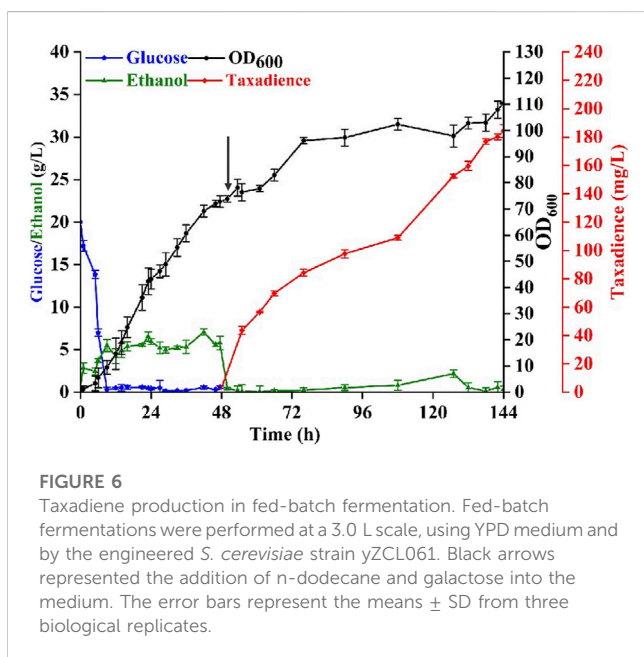 Glucose
OD600
Ethanol
Taxadience
40
35
30
25
20
15
10
5
0
Glucose/Ethanol (g/L)
130
120
110
100
90
80
70
60
50
40
30
20
10
0
OD600
240
220
200
180
160
140
120
100
80
60
40
20
0
Taxadience (mg/L)
0
24
48
72
96
120
144
Time (h)
FIGURE 6
Taxadiene production in fed-batch fermentation. Fed-batch
fermentations were performed at a 3.0 L scale, using YPD medium and
by the engineered S. cerevisiae strain yZCL061. Black arrows
represented the addition of n-dodecane and galactose into the
medium. The error bars represent the means ± SD from three
biological replicates.